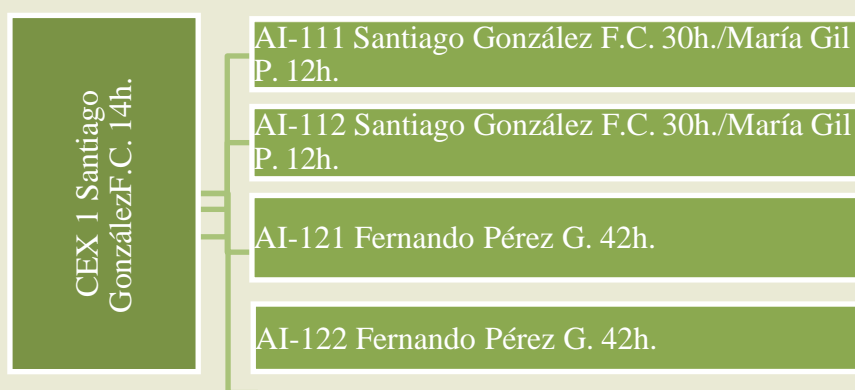 CEX 1 Santiago
GonzálezF.C. 14h.
AI-111 Santiago González F.C. 30h./María Gil
P. 12h.
AI-112 Santiago González F.C. 30h./María Gil
P. 12h.
AI-121 Fernando Pérez G. 42h.
AI-122 Fernando Pérez G. 42h.